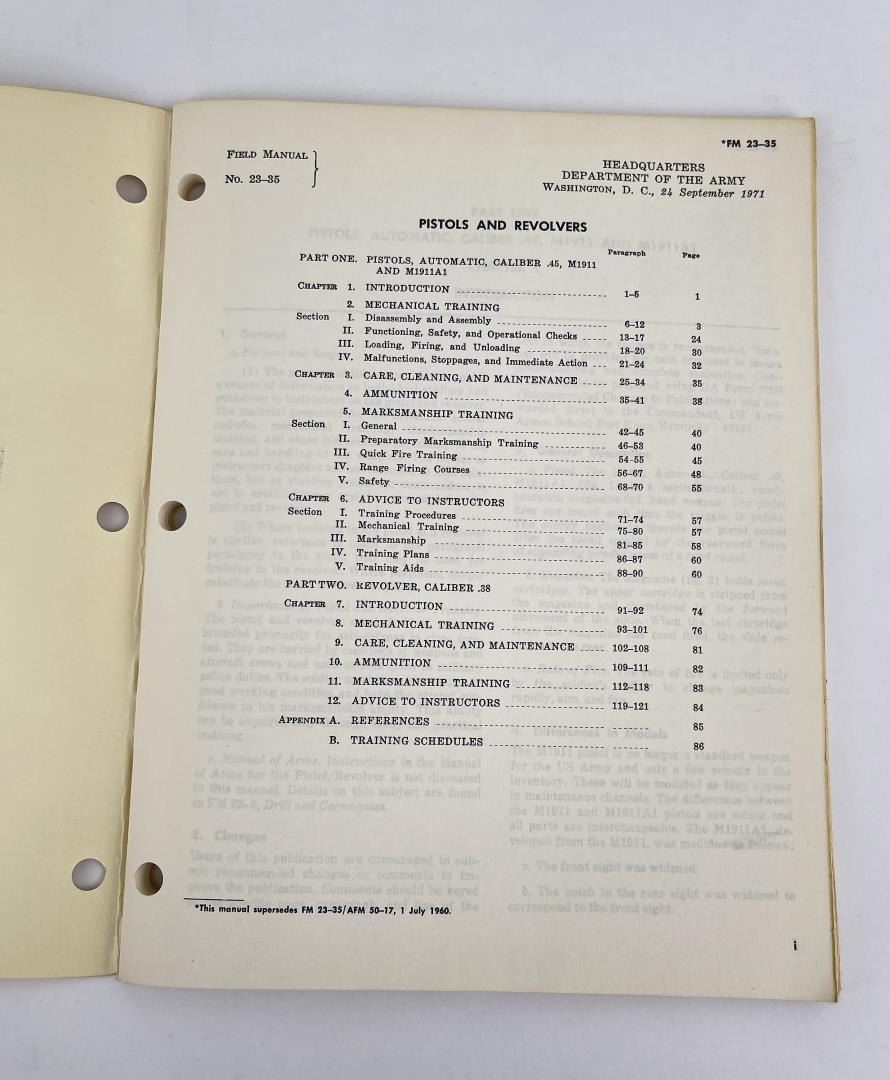 *FM 23–35
FIELD MANUAL
No. 23–35
HEADQUARTERS
DEPARTMENT OF THE ARMY
WASHINGTON, D. C., 24 September 1971
PISTOLS AND REVOLVERS
Paragraph Page
PART ONE. PISTOLS, AUTOMATIC, CALIBER .45, M1911
AND M1911A1
CHAPTER 1. INTRODUCTION 1–5 1
2. MECHANICAL TRAINING
Section I. Disassembly and Assembly 6–12 3
II. Functioning, Safety, and Operational Checks 13–17 24
III. Loading, Firing, and Unloading 18–20 30
IV. Malfunctions, Stoppages, and Immediate Action 21–24 32
CHAPTER 3. CARE, CLEANING, AND MAINTENANCE 25–34 35
4. AMMUNITION 35–41 38
5. MARKSMANSHIP TRAINING
Section I. General 42–45 40
II. Preparatory Marksmanship Training 46–53 40
III. Quick Fire Training 54–55 45
IV. Range Firing Courses 56–67 48
V. Safety 68–70 55
CHAPTER 6. ADVICE TO INSTRUCTORS
Section I. Training Procedures 71–74 57
II. Mechanical Training 75–80 57
III. Marksmanship 81–85 58
IV. Training Plans 86–87 60
V. Training Aids 88–90 60
PART TWO. REVOLVER, CALIBER .38
CHAPTER 7. INTRODUCTION 91–92 74
8. MECHANICAL TRAINING 93–101 76
9. CARE, CLEANING, AND MAINTENANCE 102–108 81
10. AMMUNITION 109–111 82
11. MARKSMANSHIP TRAINING 112–118 83
12. ADVICE TO INSTRUCTORS 119–121 84
APPENDIX A. REFERENCES 85
B. TRAINING SCHEDULES 86
*This manual supersedes FM 23–35/AFM 50–17, 1 July 1960.
i